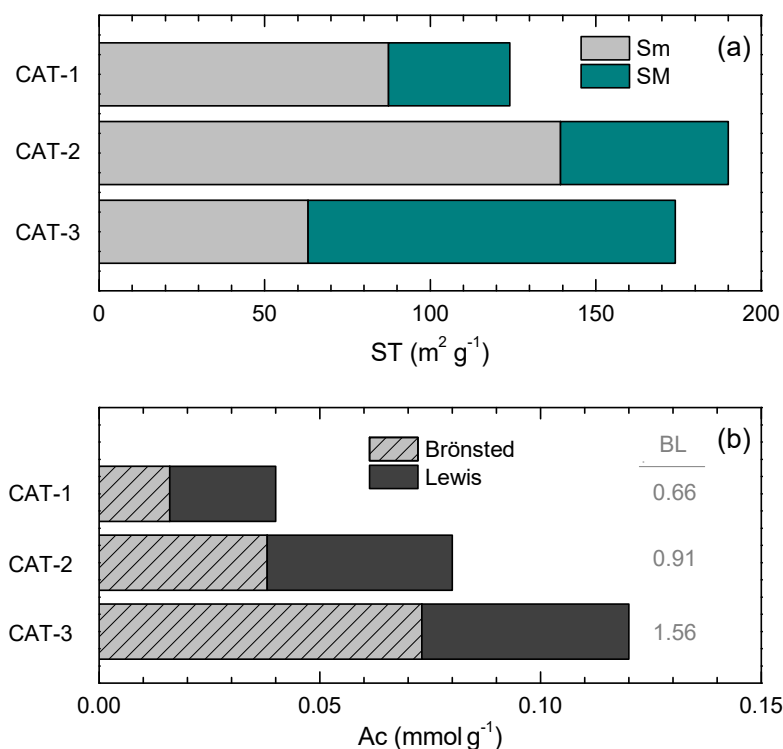 (a)
Sm
SM
CAT-1
CAT-2
CAT-3
0 50 100 150 200
ST (m² g⁻¹)
(b)
Brönsted
Lewis
BL
CAT-1 0.66
CAT-2 0.91
CAT-3 1.56
0.00 0.05 0.10 0.15
Ac (mmol g⁻¹)